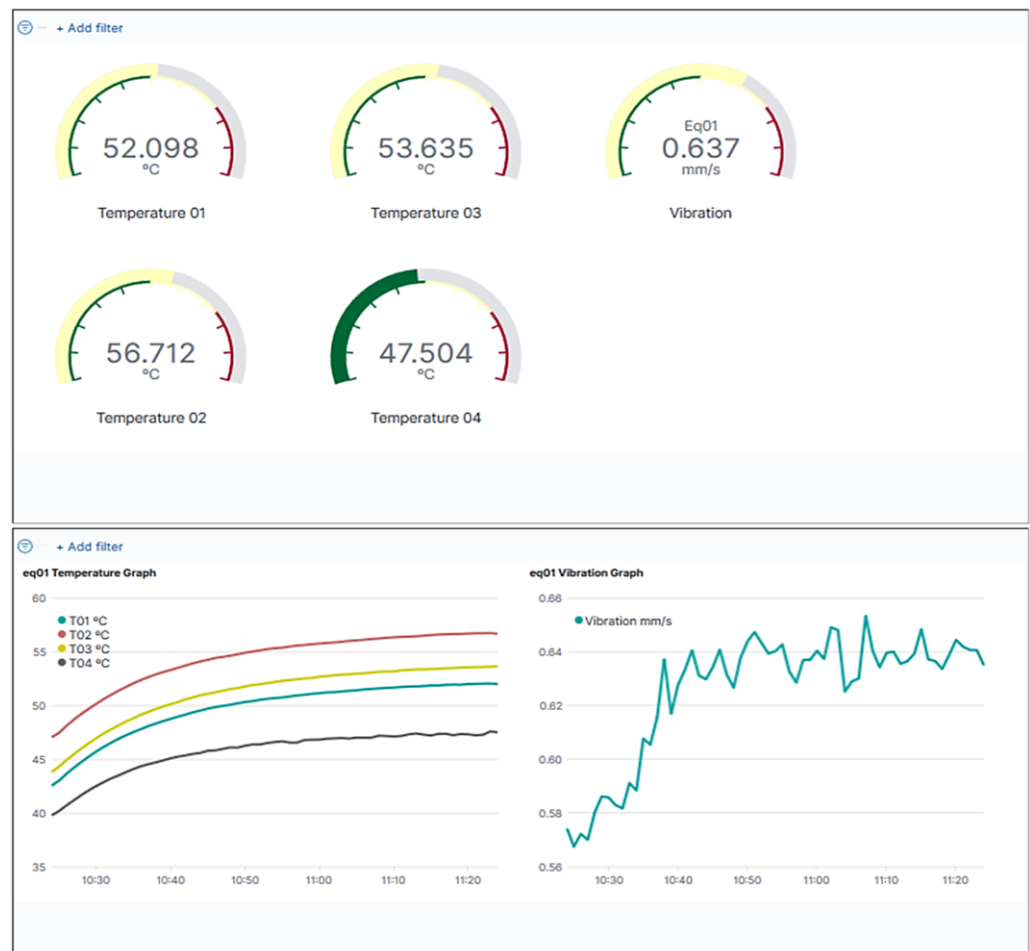 + Add filter
52.098
°C
Temperature 01
53.635
°C
Temperature 03
Eq01
0.637
mm/s
Vibration
56.712
°C
Temperature 02
47.504
°C
Temperature 04
+ Add filter
eq01 Temperature Graph
60
55
50
45
40
35
T01 °C
T02 °C
T03 °C
T04 °C
10:30 10:40 10:50 11:00 11:10 11:20
eq01 Vibration Graph
0.66
0.64
0.62
0.60
0.58
0.56
Vibration mm/s
10:30 10:40 10:50 11:00 11:10 11:20